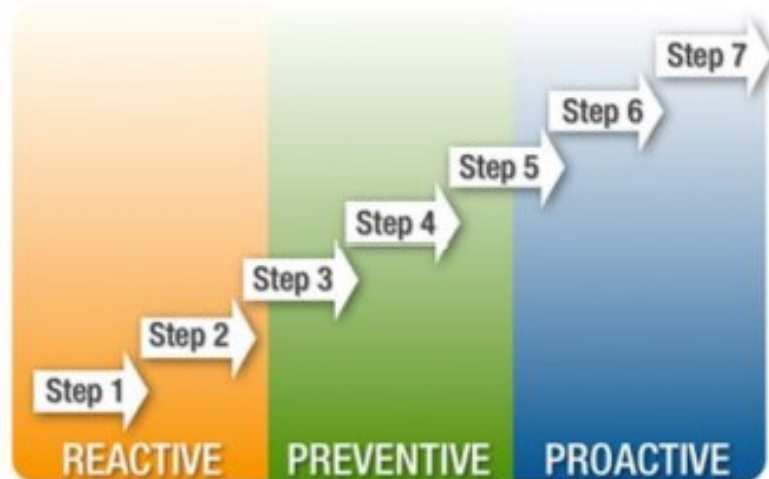 Step 7
Step 6
Step 5
Step 4
Step 3
Step 2
Step 1
REACTIVE PREVENTIVE PROACTIVE